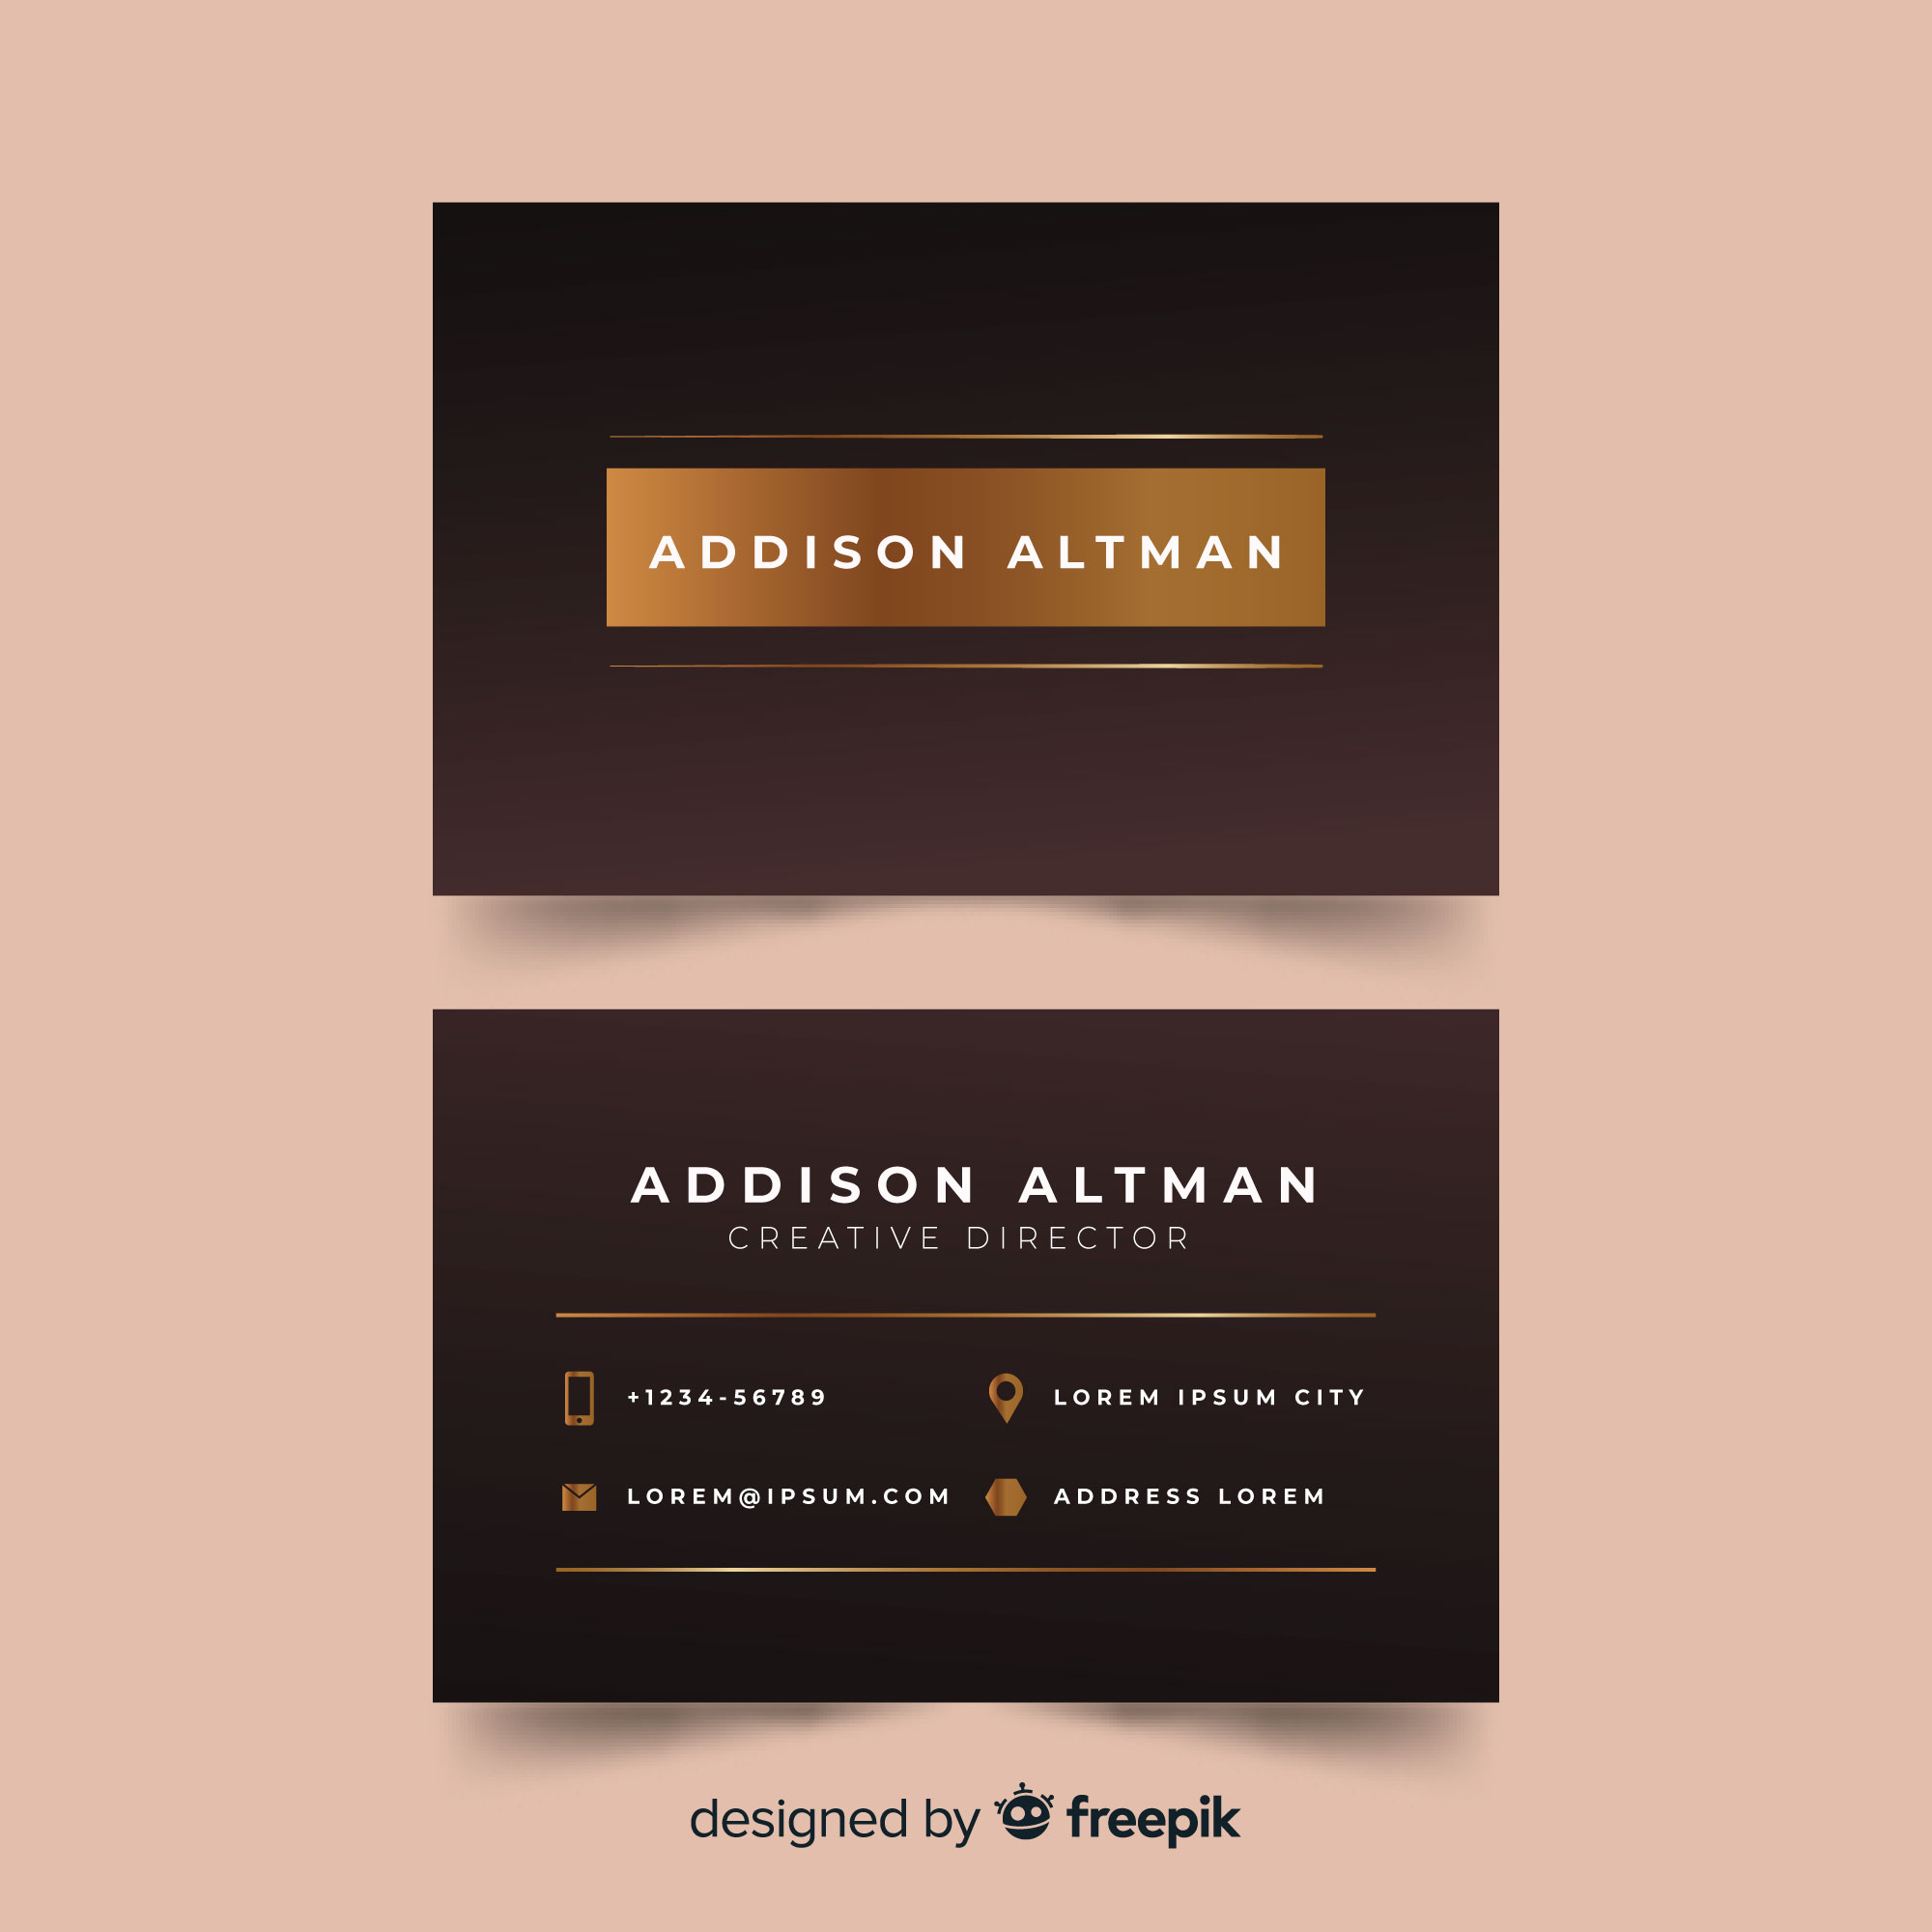 ADDISON ALTMAN
ADDISON ALTMAN
CREATIVE DIRECTOR
+1234-56789
LOREM IPSUM CITY
LOREM@IPSUM.COM
ADDRESS LOREM
designed by freepik